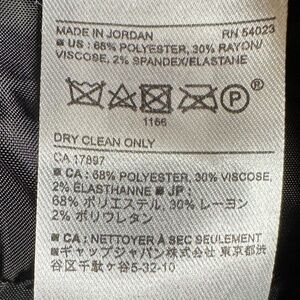 MADE IN JORDAN RN 54023
■ US : 68% POLYESTER, 30% RAYON/
VISCOSE, 2% SPANDEX/ELASTANE
P
1166
DRY CLEAN ONLY
CA 17897
■ CA : 68% POLYESTER, 30% VISCOSE,
2% ÉLASTHANNE ■ JP :
68% ポリエステル, 30% レーヨン
2% ポリウレタン
■ CA : NETTOYER À SEC SEULEMENT
■ギャップジャパン株式会社 東京都渋
谷区千駄ヶ谷5-32-10